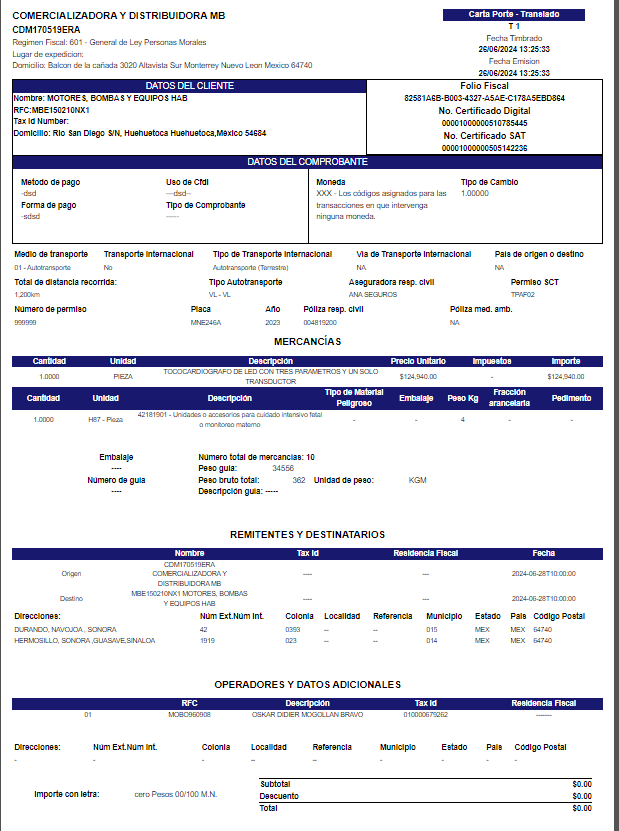 COMERCIALIZADORA Y DISTRIBUIDORA MB
CDM170519ERA
Regimen Fiscal: 601 - General de Ley Personas Morales
Lugar de expedicion:
Domicilio: Balcon de la cañada 3020 Altavista Sur Monterrey Nuevo Leon Mexico 64740
Carta Porte - Translado
T 1
Fecha Timbrado
26/06/2024 13:25:33
Fecha Emision
26/06/2024 13:25:33
DATOS DEL CLIENTE
Nombre: MOTORES, BOMBAS Y EQUIPOS HAB
RFC:MBE150210NX1
Tax Id Number:
Domicilio: Rio San Diego S/N, Huehuetoca Huehuetoca,México 54684
Folio Fiscal
82581A6B-B003-4327-A5AE-C178A5EBD864
No. Certificado Digital
00001000000510785445
No. Certificado SAT
00001000000505142236
DATOS DEL COMPROBANTE
Metodo de pago Uso de Cfdi Moneda Tipo de Cambio
-dsd ---dsd-- XXX - Los códigos asignados para las 1.00000
Forma de pago Tipo de Comprobante transacciones en que intervenga
-sdsd ----- ninguna moneda.
Medio de transporte Transporte Internacional Tipo de Transporte Internacional Via de Transporte Internacional Pais de origen o destino
01 - Autotransporte No Autotransporte (Terrestre) NA NA
Total de distancia recorrida: Tipo Autotransporte Aseguradora resp. civil Permiso SCT
1,200km VL - VL ANA SEGUROS TPAF02
Número de permiso Placa Año Póliza resp. civil Póliza med. amb.
999999 MNE246A 2023 004819200 NA
MERCANCÍAS
Cantidad Unidad Descripción Precio Unitario Impuestos Importe
1.0000 PIEZA TOCOCARDIOGRAFO DE LED CON TRES PARAMETROS Y UN SOLO TRANSDUCTOR $124,940.00 - $124,940.00
Cantidad Unidad Descripción Tipo de Material Peligroso Embalaje Peso Kg Fracción arancelaria Pedimento
1.0000 H87 - Pieza 42181901 - Unidades o accesorios para cuidado intensivo fetal o monitoreo materno - - 4 - -
Embalaje Número total de mercancias: 10
---- Peso guia: 34556
Número de guia Peso bruto total: 362 Unidad de peso: KGM
---- Descripción guia: -----
REMITENTES Y DESTINATARIOS
Nombre Tax Id Residencia Fiscal Fecha
Origen CDM170519ERA COMERCIALIZADORA Y DISTRIBUIDORA MB ---- --- 2024-06-28T10:00:00
Destino MBE150210NX1 MOTORES, BOMBAS Y EQUIPOS HAB ---- --- 2024-06-28T10:00:00
Direcciones: Núm Ext.Núm Int. Colonia Localidad Referencia Municipio Estado Pais Código Postal
DURANDO, NAVOJOA , SONORA 42 0393 -- -- 015 MEX MEX 64740
HERMOSILLO, SONORA ,GUASAVE,SINALOA 1919 023 -- -- 014 MEX MEX 64740
OPERADORES Y DATOS ADICIONALES
RFC Descripción Tax Id Residencia Fiscal
01 MOBO960908 OSKAR DIDIER MOGOLLAN BRAVO 010000679262 -------
Direcciones: Núm Ext.Núm Int. Colonia Localidad Referencia Municipio Estado Pais Código Postal
- - - -- -- - - - -
Importe con letra: cero Pesos 00/100 M.N.
Subtotal $0.00
Descuento $0.00
Total $0.00